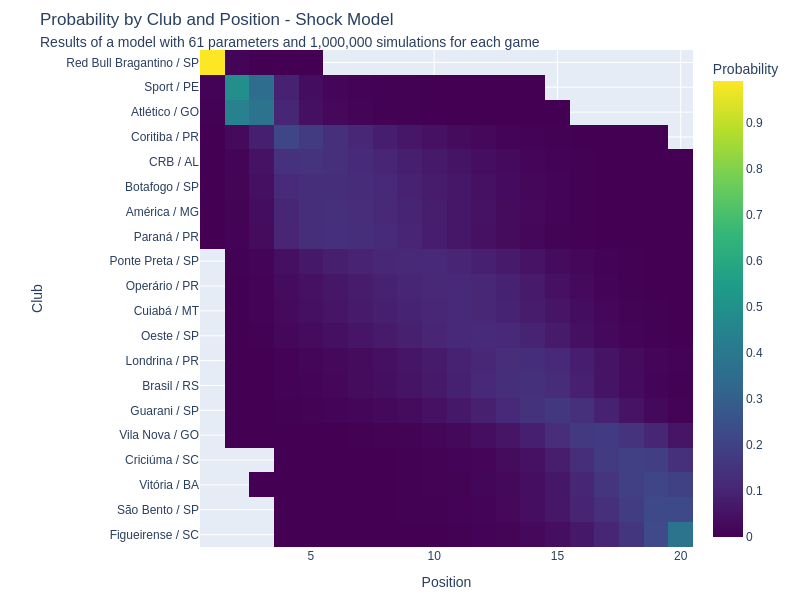 Probability by Club and Position - Shock Model
Results of a model with 61 parameters and 1,000,000 simulations for each game
Probability
Club
Red Bull Bragantino / SP
Sport / PE
Atlético / GO
Coritiba / PR
CRB / AL
Botafogo / SP
América / MG
Paraná / PR
Ponte Preta / SP
Operário / PR
Cuiabá / MT
Oeste / SP
Londrina / PR
Brasil / RS
Guarani / SP
Vila Nova / GO
Criciúma / SC
Vitória / BA
São Bento / SP
Figueirense / SC
5 10 15 20
Position
0.9
0.8
0.7
0.6
0.5
0.4
0.3
0.2
0.1
0